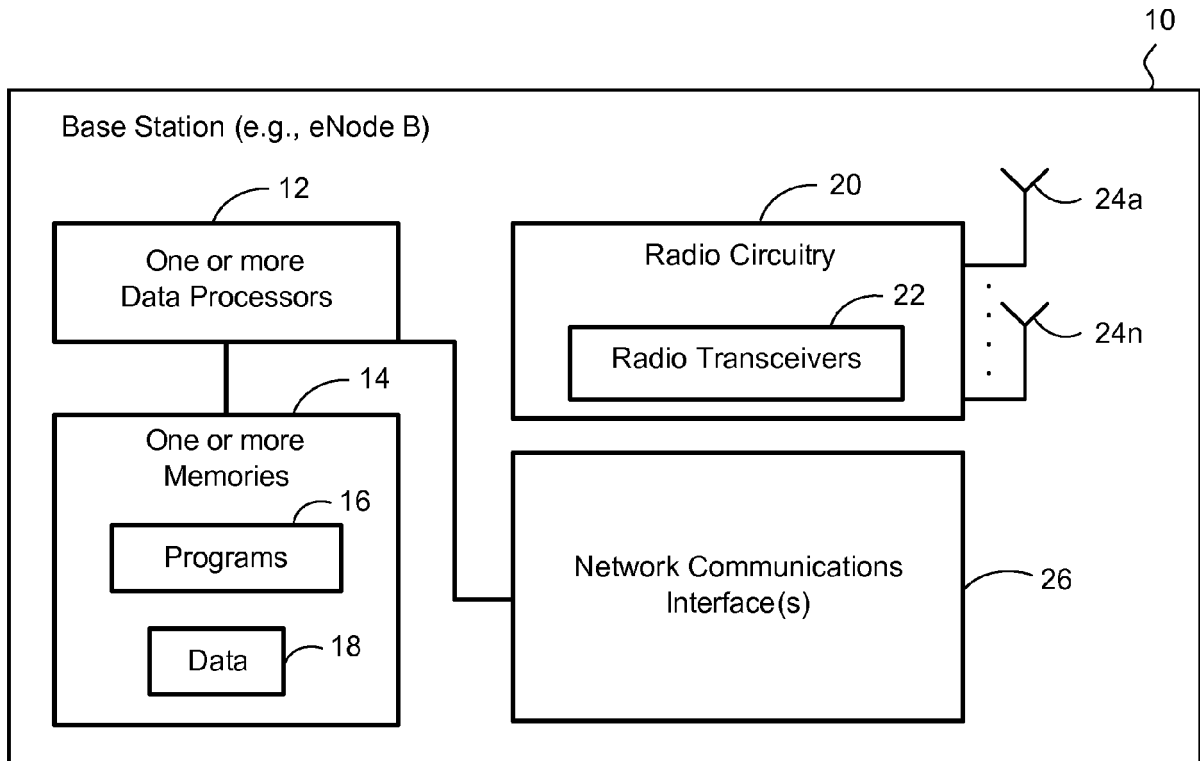 10
Base Station (e.g., eNode B)
12
One or more
Data Processors
20
Radio Circuitry
22
Radio Transceivers
24a
24n
14
One or more
Memories
16
Programs
18
Data
Network Communications
Interface(s)
26